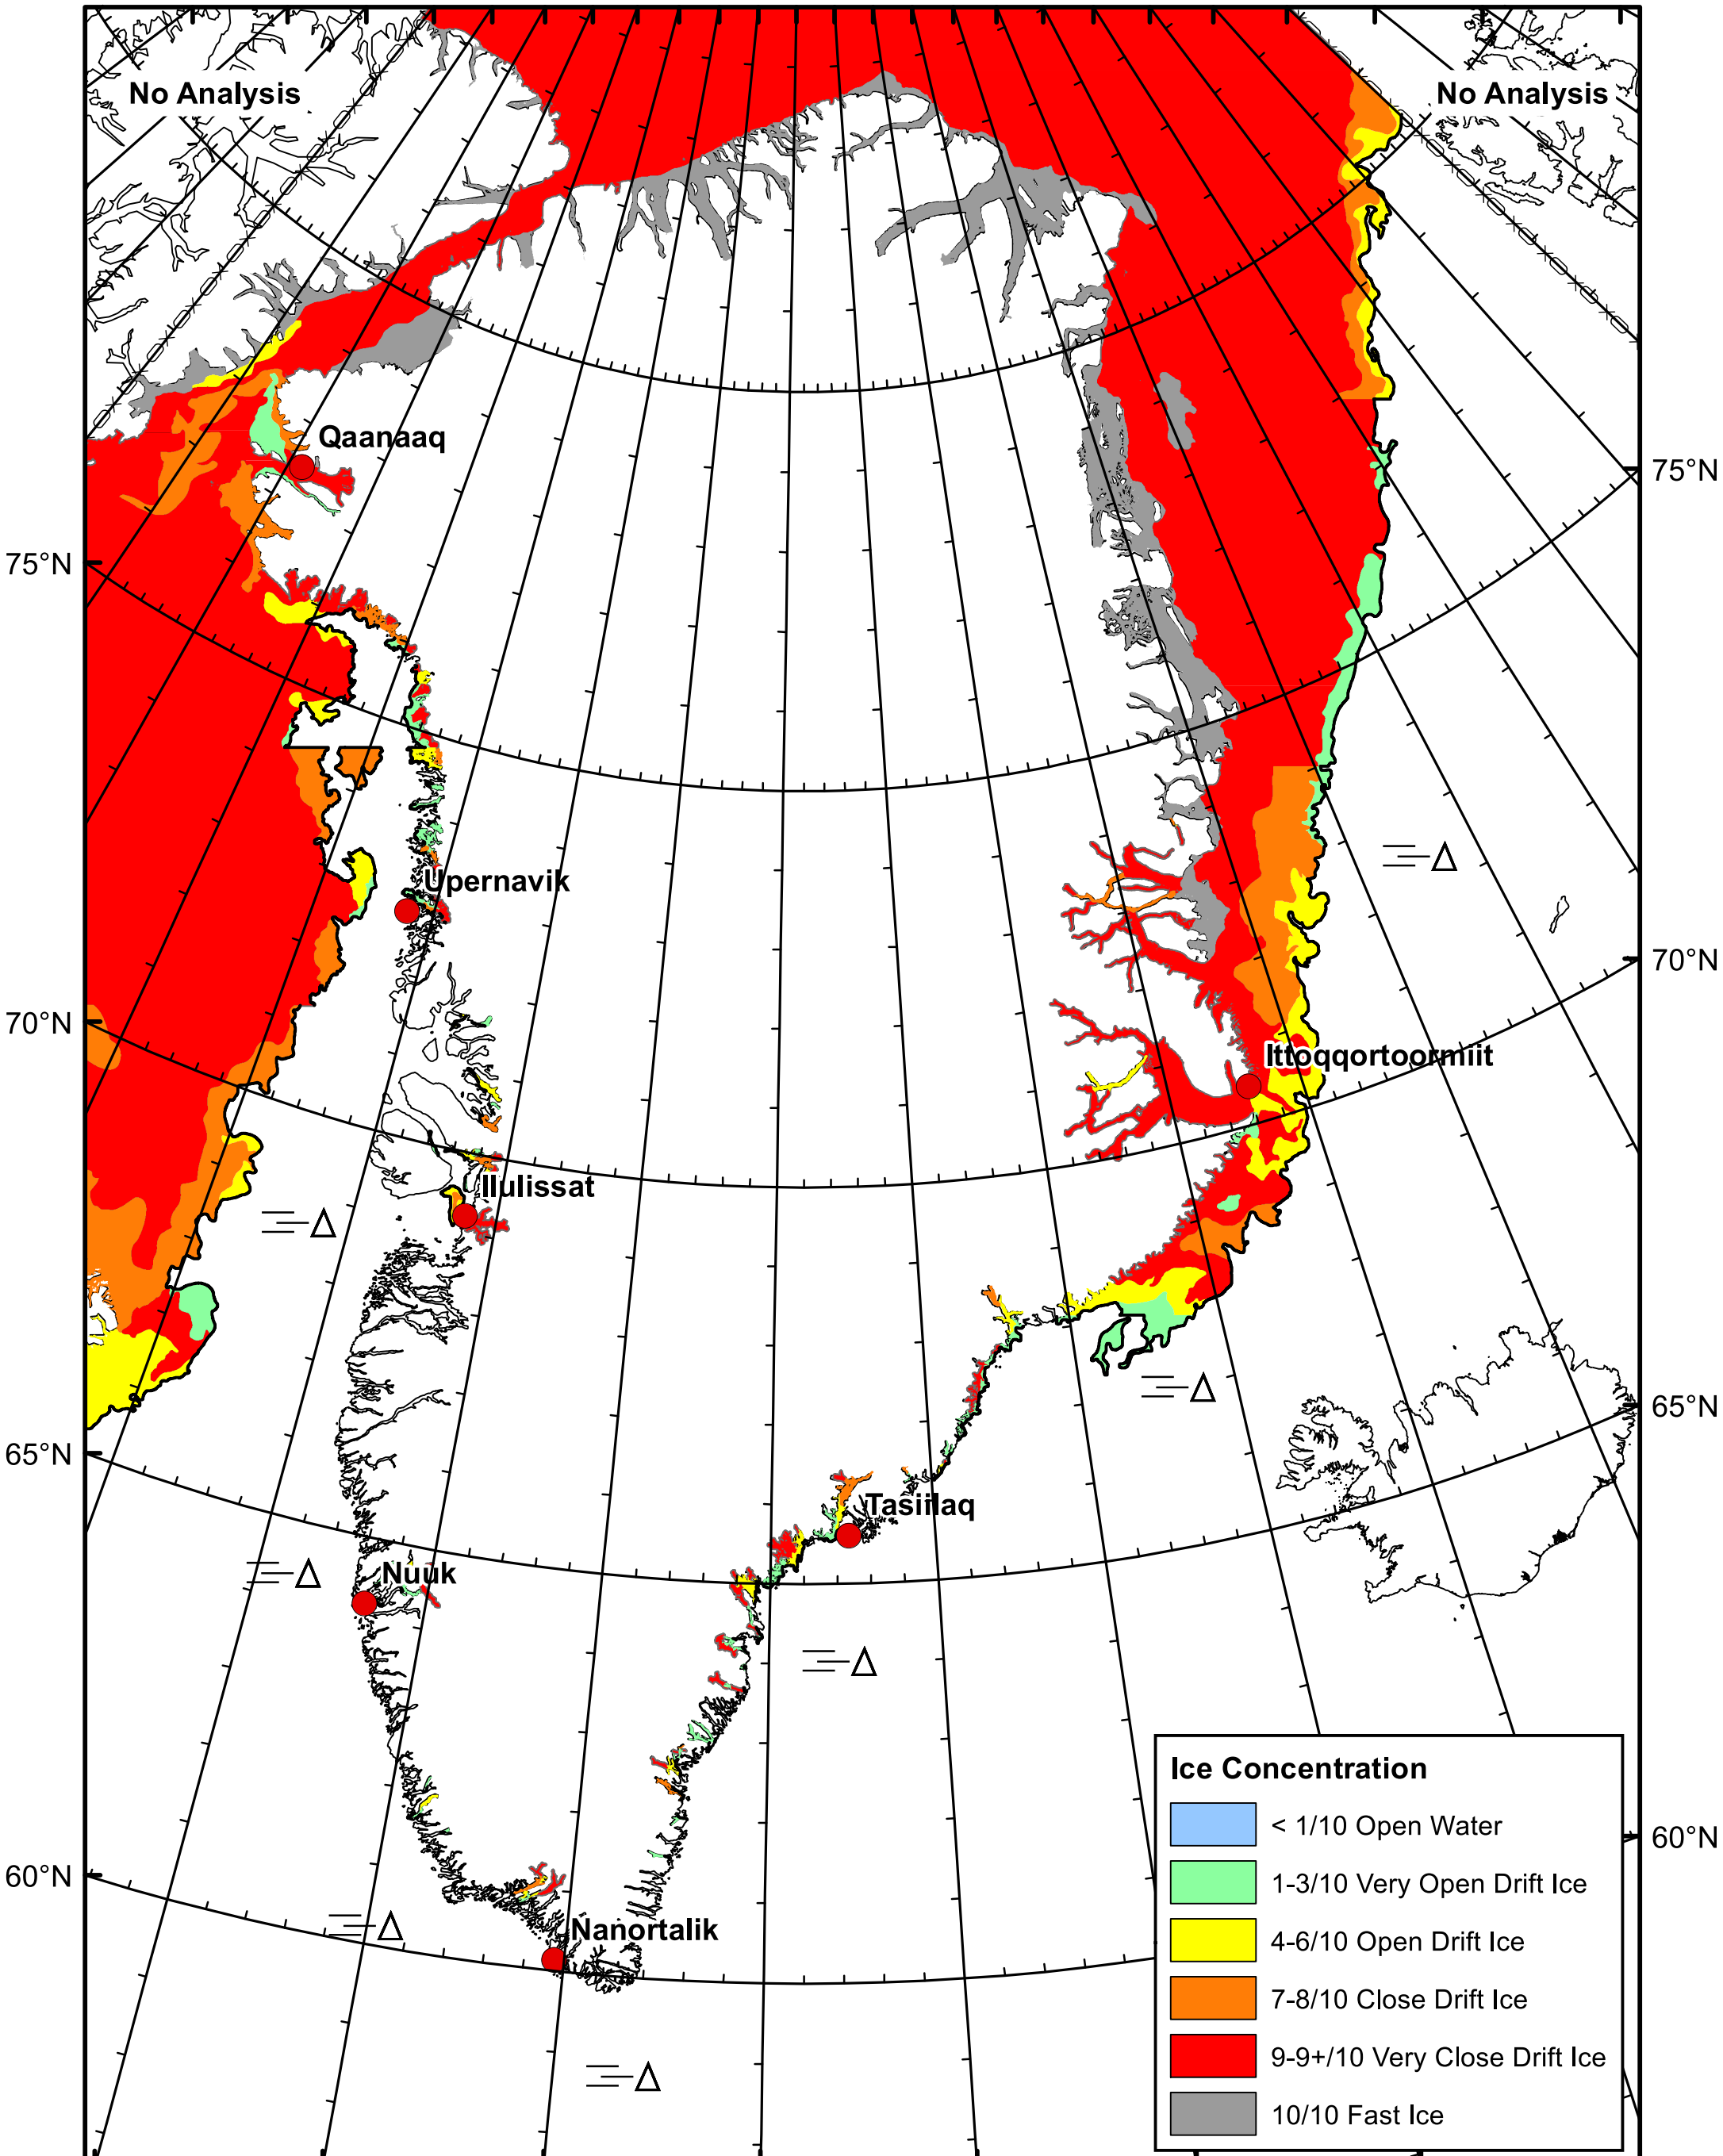 No Analysis
No Analysis
Qaanaaq
75°N
75°N
Upernavik
70°N
70°N
Ittoqqortoormiit
Ilulissat
65°N
65°N
Tasiilaq
Nuuk
60°N
60°N
Nanortalik
Ice Concentration
< 1/10 Open Water
1-3/10 Very Open Drift Ice
4-6/10 Open Drift Ice
7-8/10 Close Drift Ice
9-9+/10 Very Close Drift Ice
10/10 Fast Ice